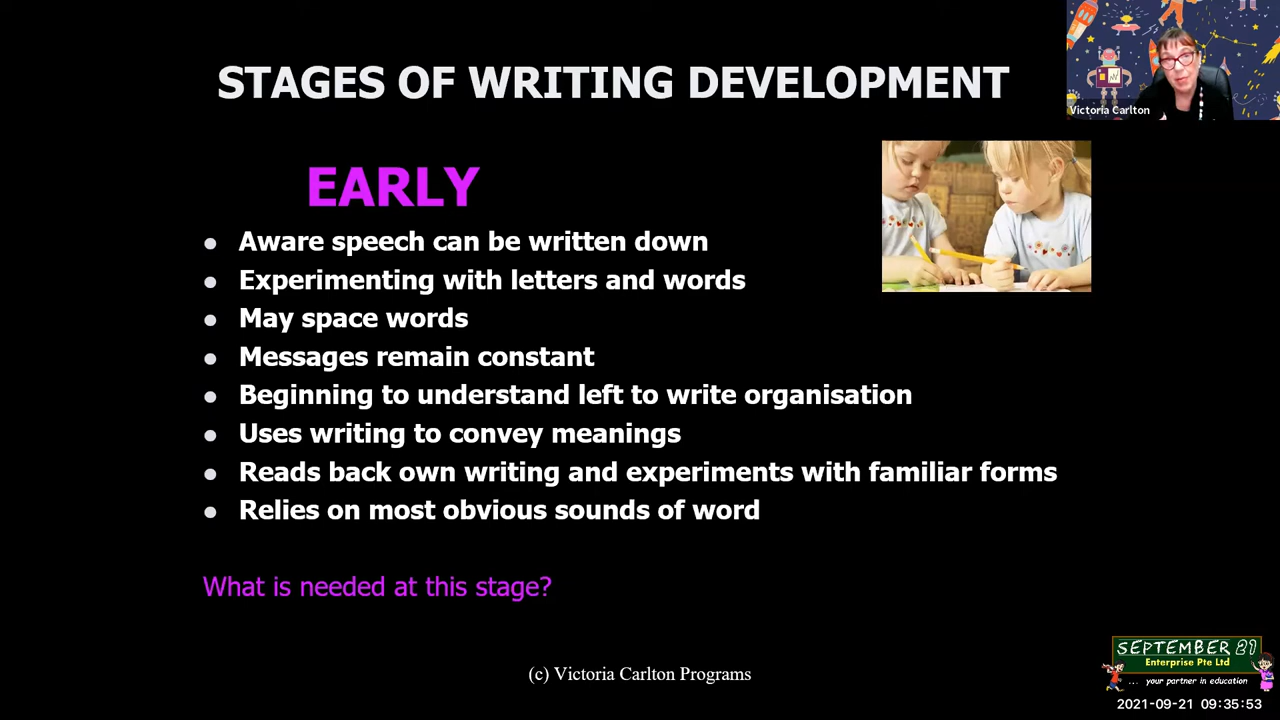 STAGES OF WRITING DEVELOPMENT
Victoria Carlton
EARLY
Aware speech can be written down
Experimenting with letters and words
May space words
Messages remain constant
Beginning to understand left to write organisation
Uses writing to convey meanings
Reads back own writing and experiments with familiar forms
Relies on most obvious sounds of word
What is needed at this stage?
(c) Victoria Carlton Programs
SEPTEMBER 21
Enterprise Pte Ltd
... your partner in education
2021-09-21 09:35:53